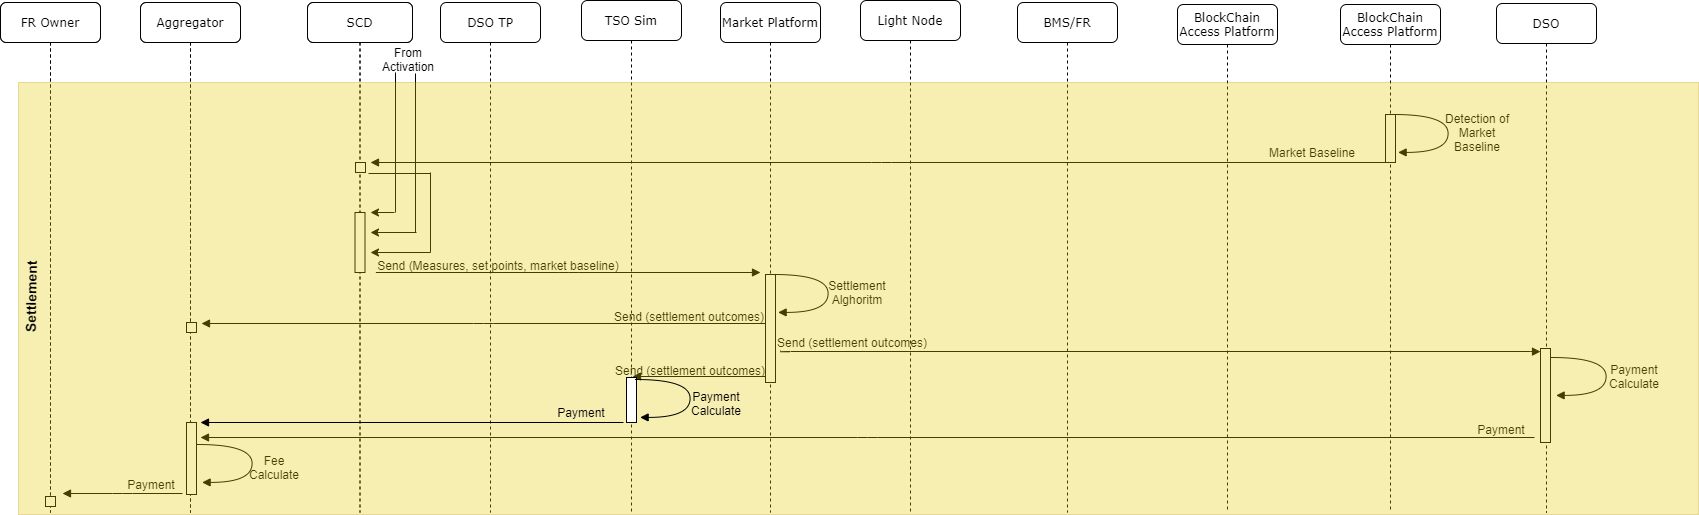 FR Owner
Aggregator
SCD
DSO TP
TSO Sim
Market Platform
Light Node
BMS/FR
BlockChain
Access Platform
BlockChain
Access Platform
DSO
From
Activation
Detection of
Market
Baseline
Market Baseline
Settlement
Send (Measures, set points, market baseline)
Settlement
Alghoritm
Send (settlement outcomes)
Send (settlement outcomes)
Send (settlement outcomes)
Payment
Calculate
Payment
Calculate
Payment
Payment
Fee
Calculate
Payment